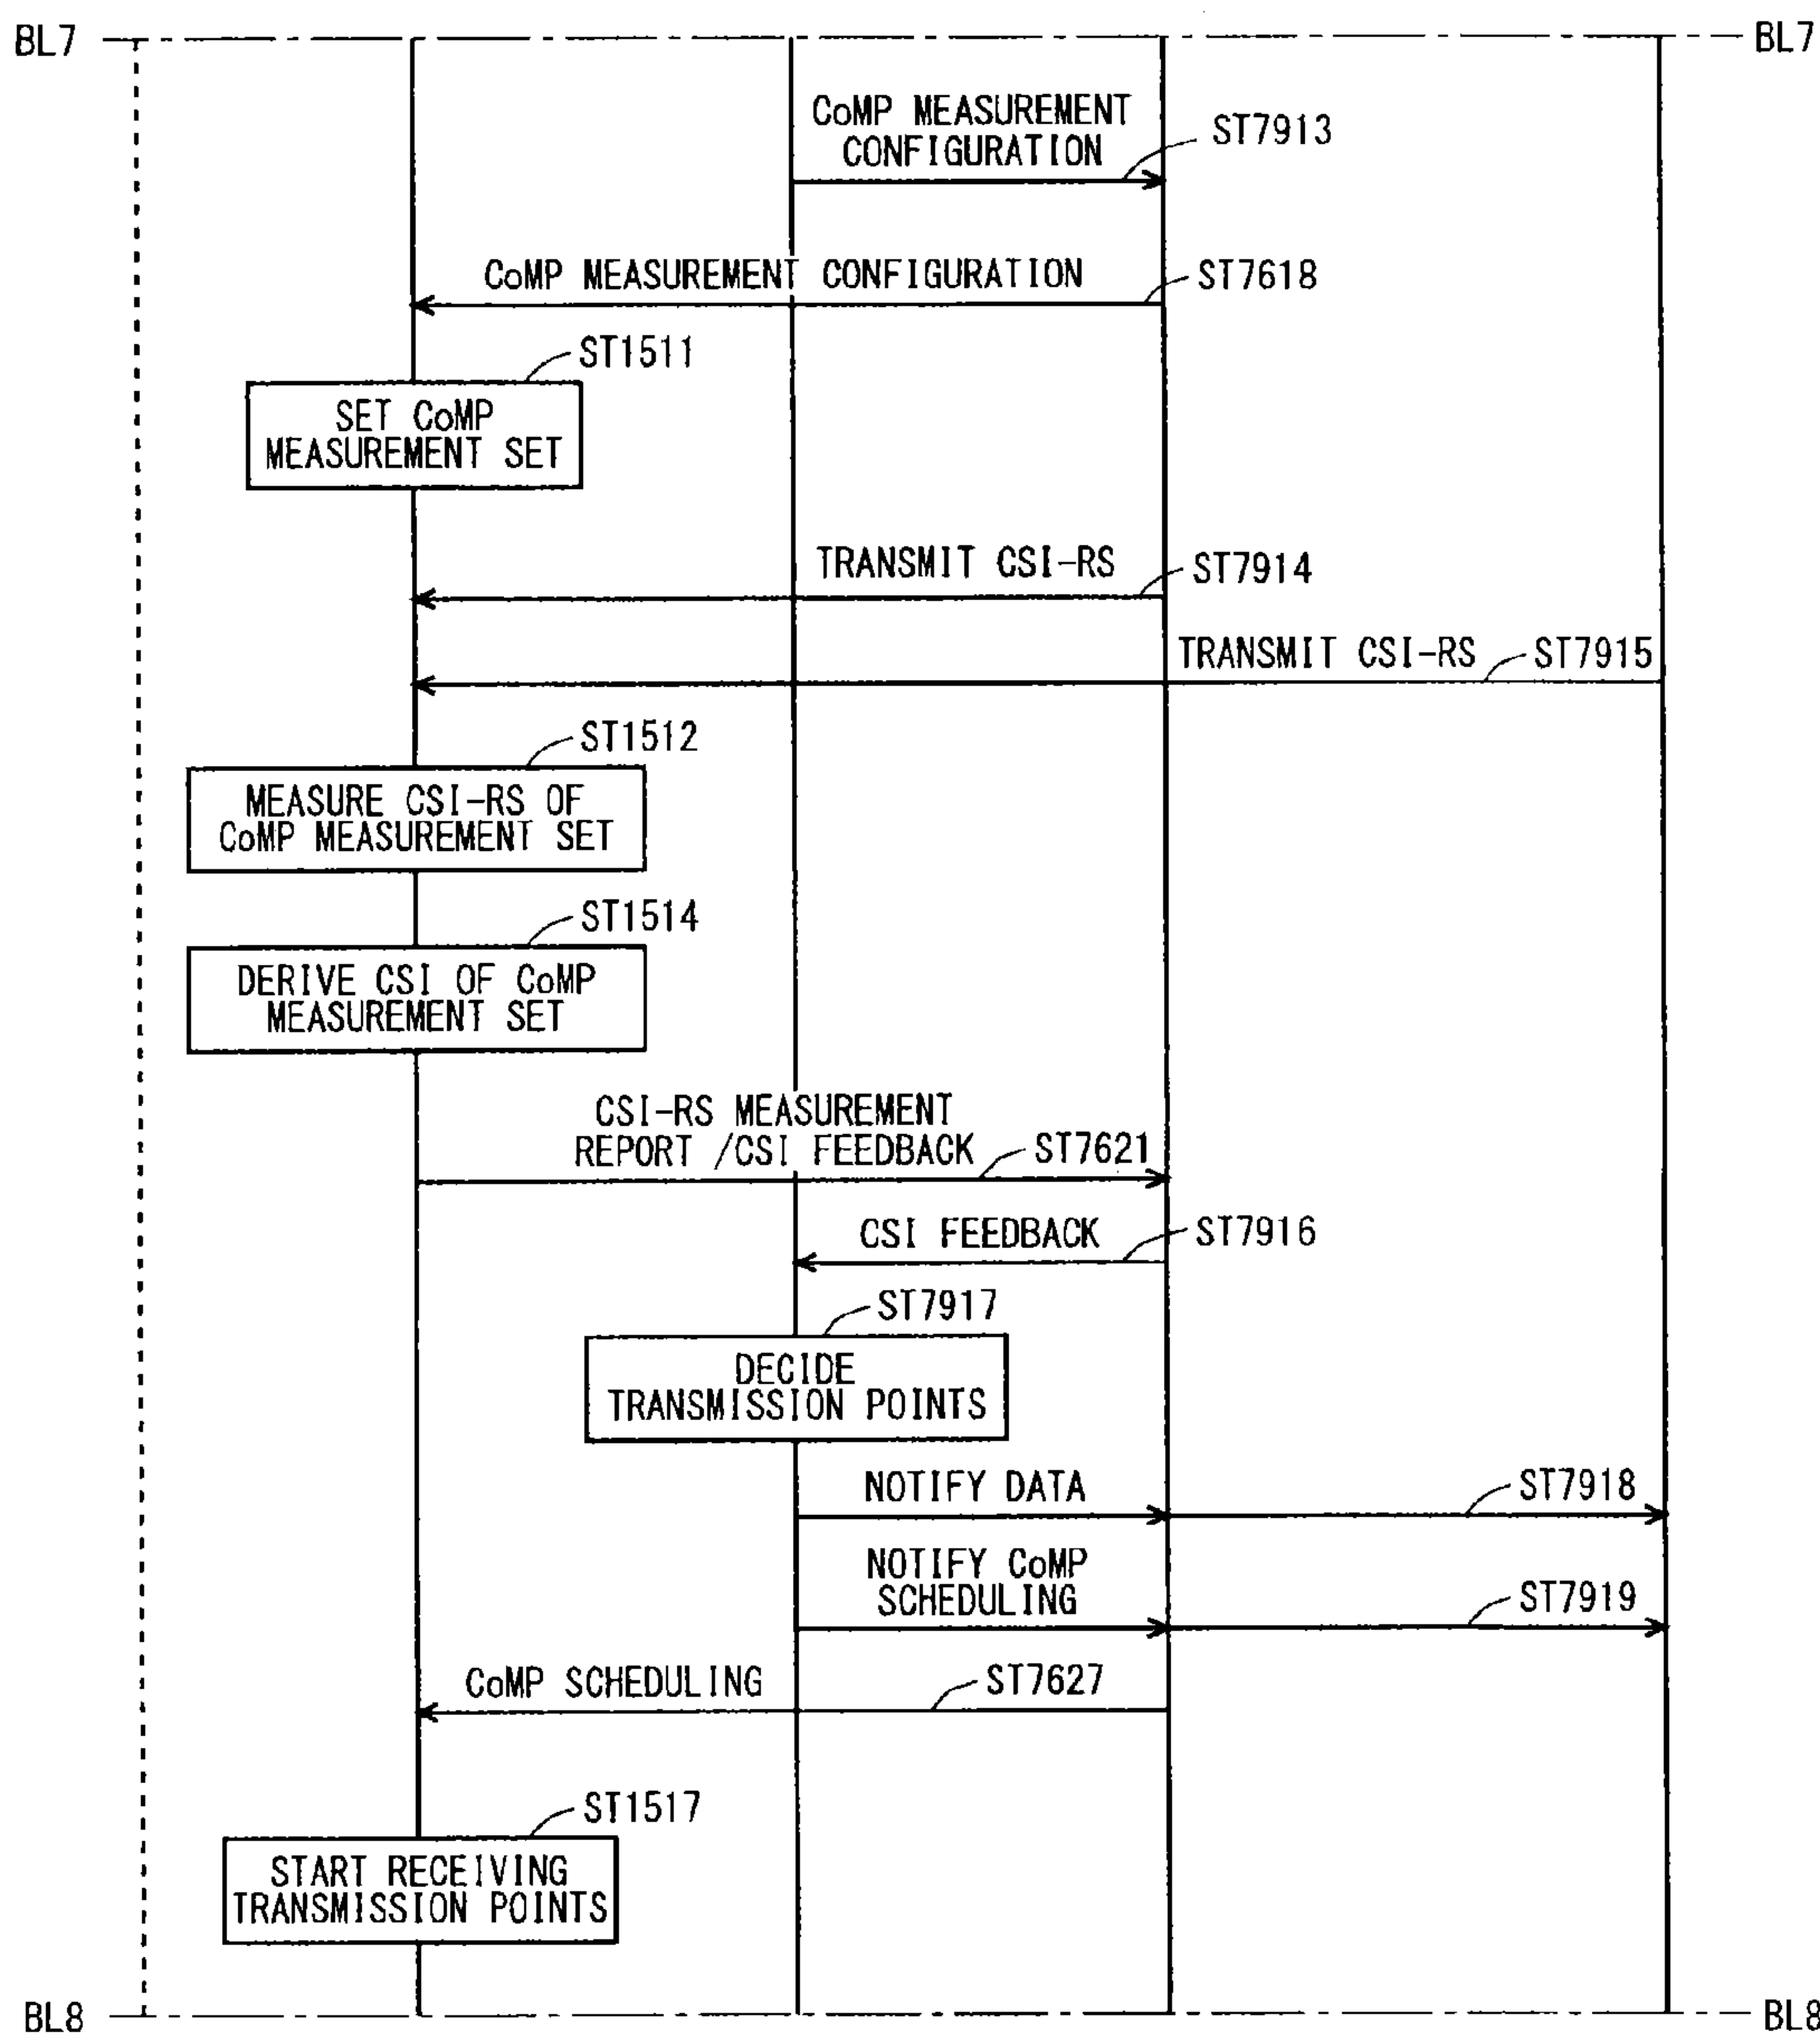 BL7
BL7
CoMP MEASUREMENT
CONFIGURATION
ST7913
CoMP MEASUREMENT CONFIGURATION
ST7618
ST1511
SET CoMP
MEASUREMENT SET
TRANSMIT CSI-RS
ST7914
TRANSMIT CSI-RS
ST7915
ST1512
MEASURE CSI-RS OF
CoMP MEASUREMENT SET
ST1514
DERIVE CSI OF CoMP
MEASUREMENT SET
CSI-RS MEASUREMENT
REPORT /CSI FEEDBACK
ST7621
CSI FEEDBACK
ST7916
ST7917
DECIDE
TRANSMISSION POINTS
NOTIFY DATA
ST7918
NOTIFY CoMP
SCHEDULING
ST7919
CoMP SCHEDULING
ST7627
ST1517
START RECEIVING
TRANSMISSION POINTS
BL8
BL8